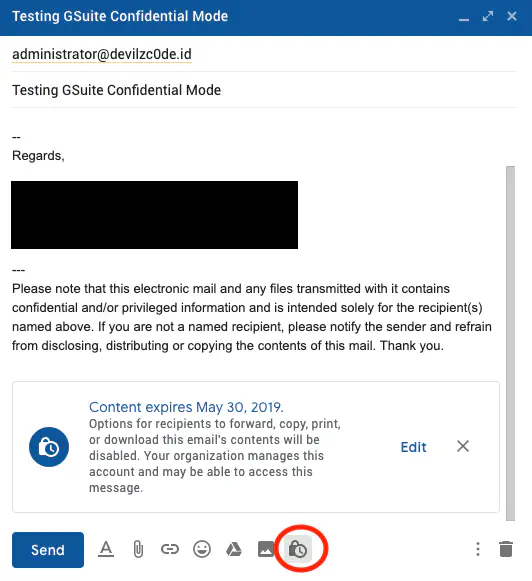 Testing GSuite Confidential Mode
administrator@devilzc0de.id
Testing GSuite Confidential Mode
--
Regards,
---
Please note that this electronic mail and any files transmitted with it contains
confidential and/or privileged information and is intended solely for the recipient(s)
named above. If you are not a named recipient, please notify the sender and refrain
from disclosing, distributing or copying the contents of this mail. Thank you.
Content expires May 30, 2019.
Options for recipients to forward, copy, print,
or download this email's contents will be
disabled. Your organization manages this
account and may be able to access this
message.
Edit
Send